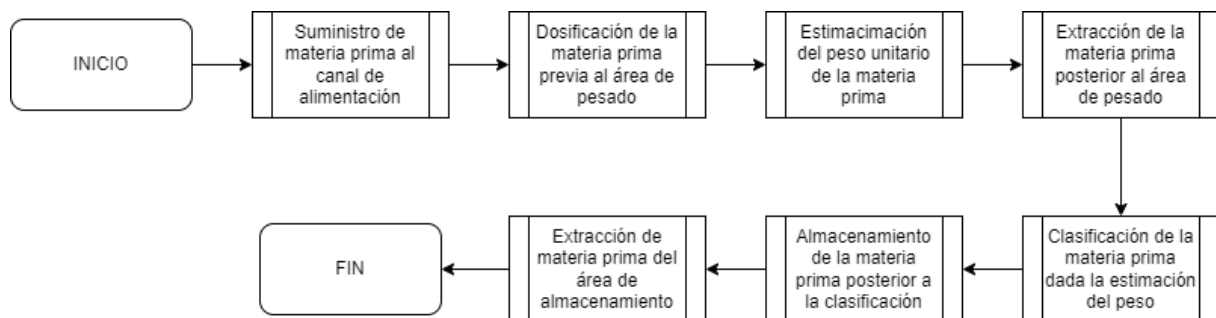 INICIO
Suministro de
materia prima al
canal de
alimentación
Dosificación de la
materia prima
previa al área de
pesado
Estimacimación
del peso unitario
de la materia
prima
Extracción de la
materia prima
posterior al área
de pesado
Clasificación de la
materia prima
dada la estimación
del peso
Almacenamiento
de la materia
prima posterior a
la clasificación
Extracción de
materia prima del
área de
almacenamiento
FIN